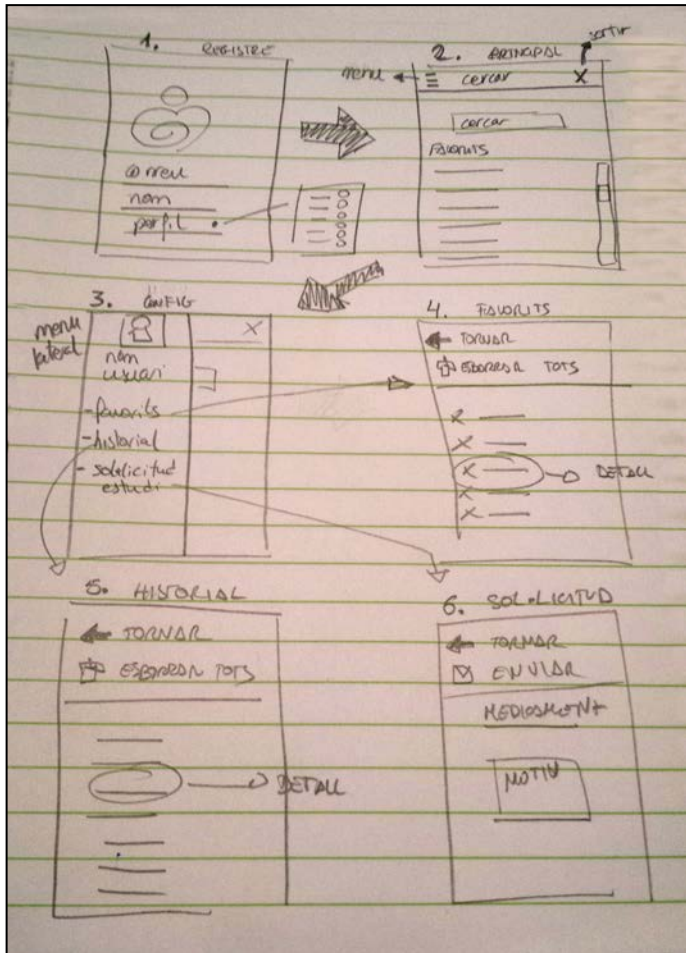 1. REGISTRE
@ correu
nom
perfil
2. PRINCIPAL
sortir
menu
cercar X
cercar
FAVORITS
3. CONFIG
menu
lateral
X
nom
usuari
- favorits
- historial
- sol·licitud
estudi
4. FAVORITS
TORNAR
ESBORRAR TOTS
X
X
X
DETALL
X
X
5. HISTORIAL
TORNAR
ESBORRAR TOTS
DETALL
6. SOL·LICITUD
TORNAR
ENVIAR
MEDICAMENT
MOTIU